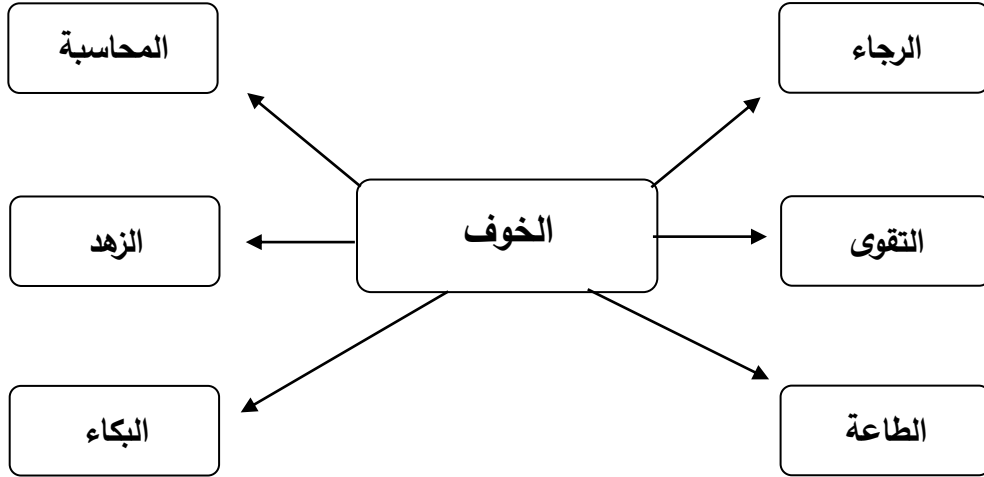 الرجاء
المحاسبة
الخوف
التقوى
الزهد
الطاعة
البكاء